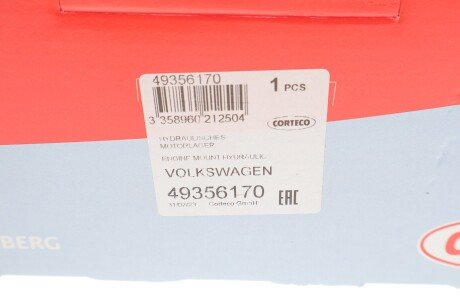 49356170
1 PCS
3 358960 212504
CORTECO
HYDRAULISCHES
MOTORLAGER
ENGINE MOUNT HYDRAULIC
VOLKSWAGEN
49356170
EAC
Corteco GmbH
BERG